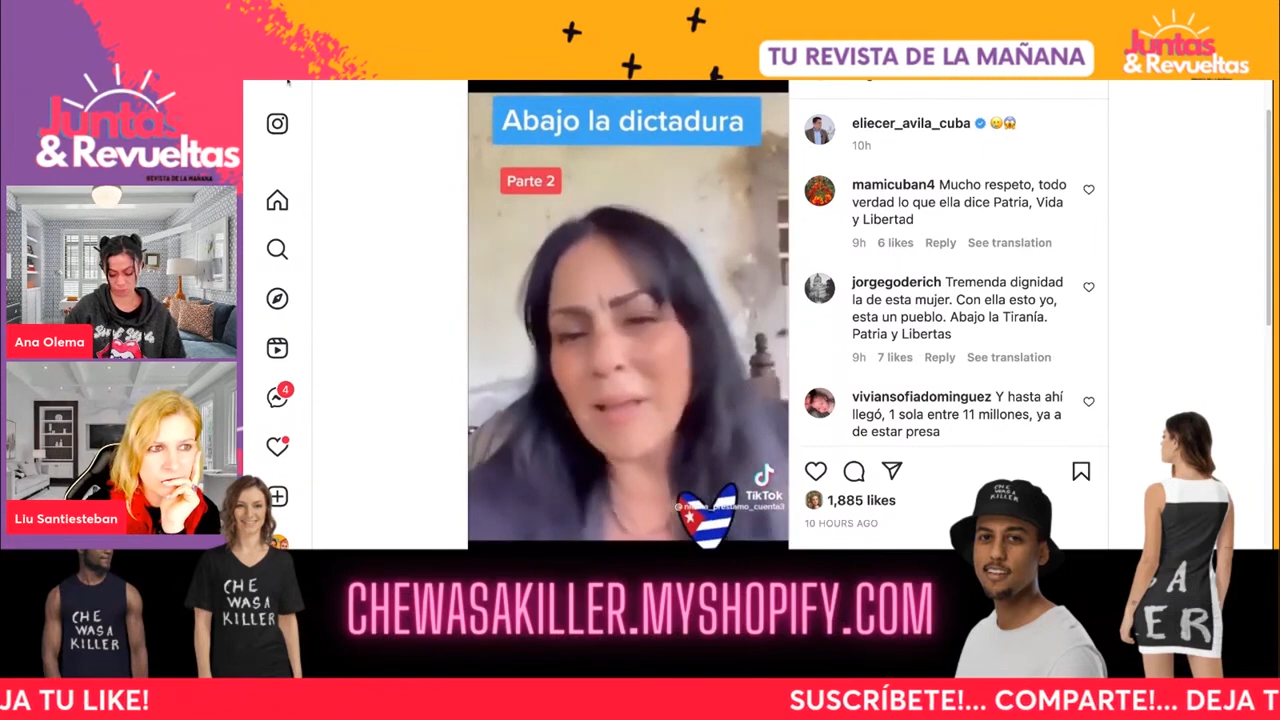 TU REVISTA DE LA MAÑANA
Juntas
& Revueltas
Juntas
& Revueltas
REVISTA DE LA MAÑANA
Ana Olema
Liu Santiesteban
4
Abajo la dictadura
Parte 2
TikTok
eliecer_avila_cuba
10h
mamicuban4 Mucho respeto, todo
verdad lo que ella dice Patria, Vida
y Libertad
9h 6 likes Reply See translation
jorgegoderich Tremenda dignidad
la de esta mujer. Con ella esto yo,
esta un pueblo. Abajo la Tiranía.
Patria y Libertas
9h 7 likes Reply See translation
viviansofiadominguez Y hasta ahí
llegó, 1 sola entre 11 millones, ya a
de estar presa
1,885 likes
10 HOURS AGO
CHE
WAS A
KILLER
CHE
WAS A
KILLER
CHEWASAKILLER.MYSHOPIFY.COM
CHE
WAS A
KILLER
A
ER
JA TU LIKE!
SUSCRÍBETE!... COMPARTE!... DEJA T